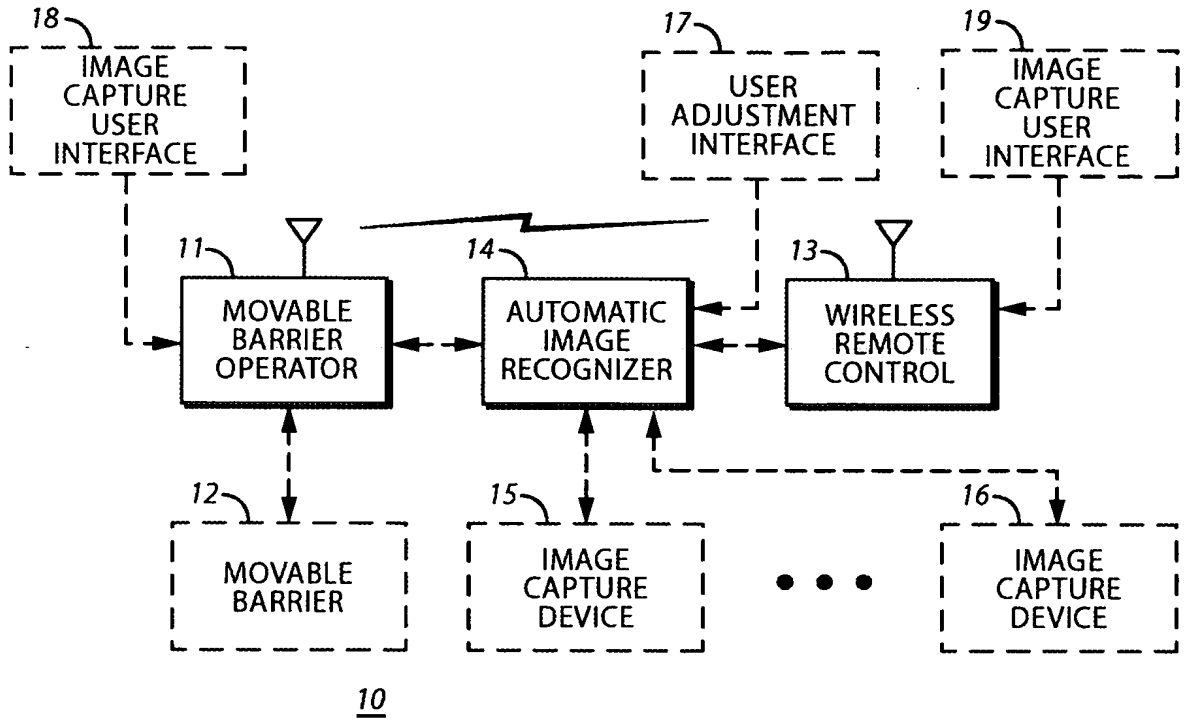 18
IMAGE
CAPTURE
USER
INTERFACE
17
USER
ADJUSTMENT
INTERFACE
19
IMAGE
CAPTURE
USER
INTERFACE
11
MOVABLE
BARRIER
OPERATOR
14
AUTOMATIC
IMAGE
RECOGNIZER
13
WIRELESS
REMOTE
CONTROL
12
MOVABLE
BARRIER
15
IMAGE
CAPTURE
DEVICE
16
IMAGE
CAPTURE
DEVICE
10